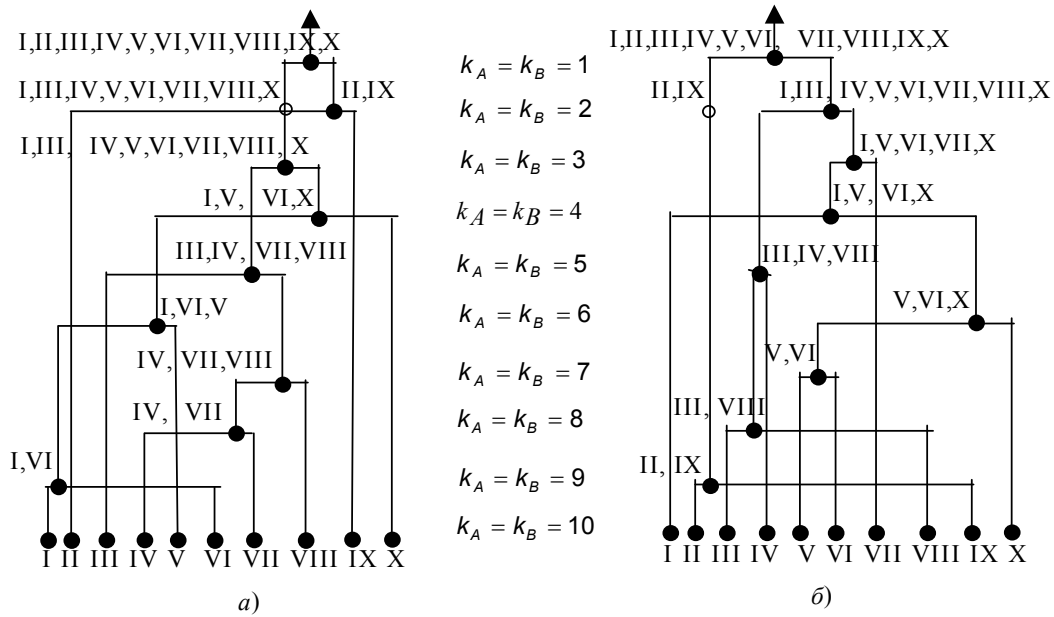 I,II,III,IV,V,VI,VII,VIII,IX,X
I,III,IV,V,VI,VII,VIII,X
II,IX
I,III, IV,V,VI,VII,VIII, X
I,V, VI,X
III,IV, VII,VIII
I,VI,V
IV, VII,VIII
IV, VII
I,VI
I II III IV V VI VII VIII IX X
а)
k_A = k_B = 1
k_A = k_B = 2
k_A = k_B = 3
k_A = k_B = 4
k_A = k_B = 5
k_A = k_B = 6
k_A = k_B = 7
k_A = k_B = 8
k_A = k_B = 9
k_A = k_B = 10
I,II,III,IV,V,VI, VII,VIII,IX,X
II,IX
I,III, IV,V,VI,VII,VIII,X
I,V,VI,VII,X
I,V, VI,X
III,IV,VIII
V,VI,X
V,VI
III, VIII
II, IX
I II III IV V VI VII VIII IX X
б)